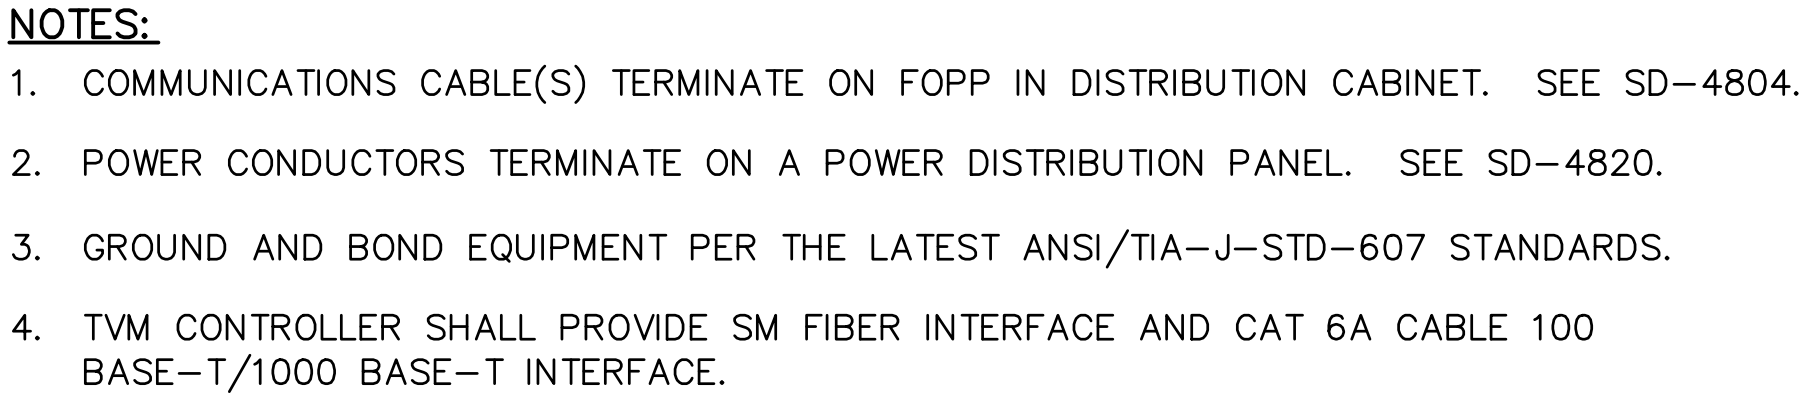 NOTES:
1. COMMUNICATIONS CABLE(S) TERMINATE ON FOPP IN DISTRIBUTION CABINET. SEE SD-4804.
2. POWER CONDUCTORS TERMINATE ON A POWER DISTRIBUTION PANEL. SEE SD-4820.
3. GROUND AND BOND EQUIPMENT PER THE LATEST ANSI/TIA-J-STD-607 STANDARDS.
4. TVM CONTROLLER SHALL PROVIDE SM FIBER INTERFACE AND CAT 6A CABLE 100
BASE-T/1000 BASE-T INTERFACE.